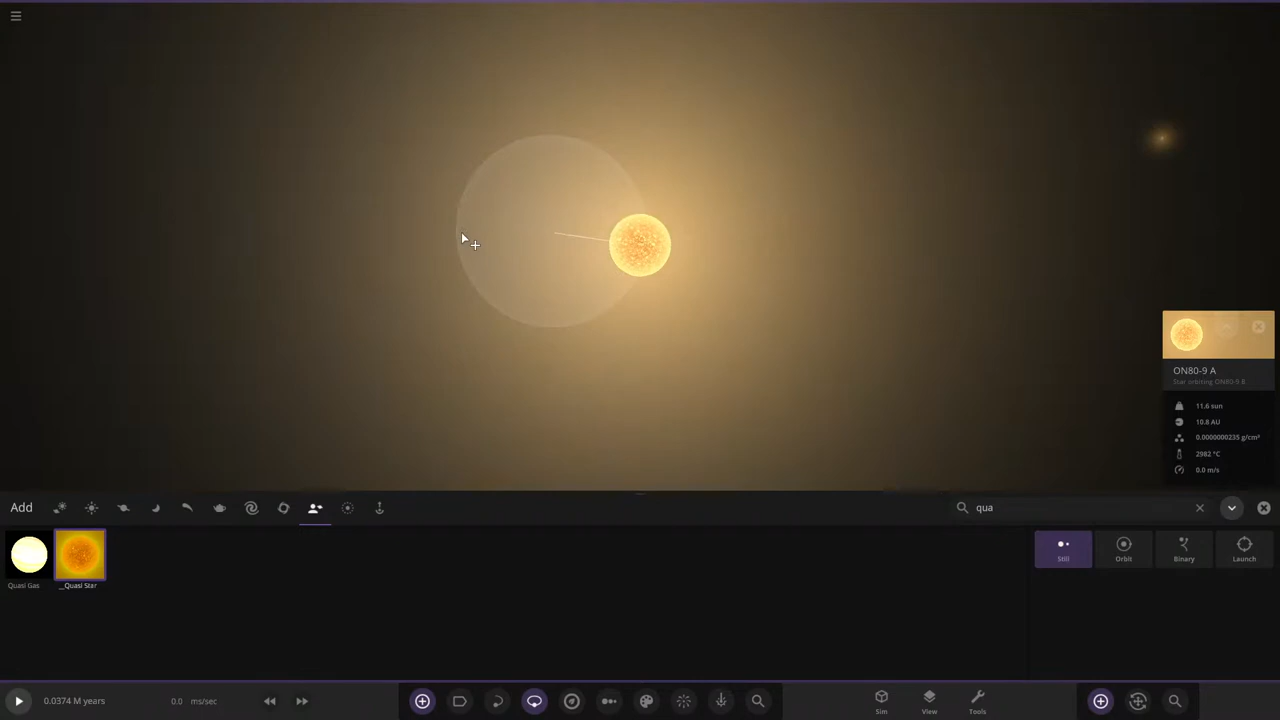 ON80-9 A
Star orbiting ON80-9 B
11.6 sun
10.8 AU
0.0000000235 g/cm³
2982 °C
0.0 m/s
Add
qua
Quasi Gas
__Quasi Star
Still
Orbit
Binary
Launch
0.0374 M years
0.0 ms/sec
Sim
View
Tools